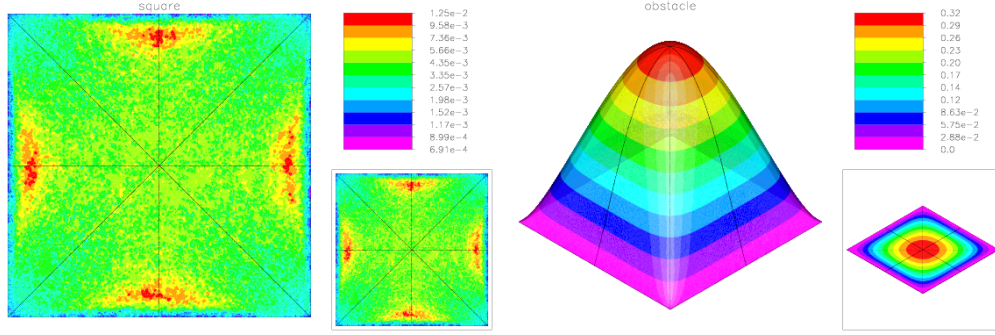 square
1.25e-2
9.58e-3
7.36e-3
5.66e-3
4.35e-3
2.57e-3
1.98e-3
1.52e-3
1.17e-3
8.99e-4
6.91e-4
obstacle
0.32
0.29
0.26
0.23
0.20
0.17
0.14
0.12
8.63e-2
5.75e-2
2.88e-2
0.0